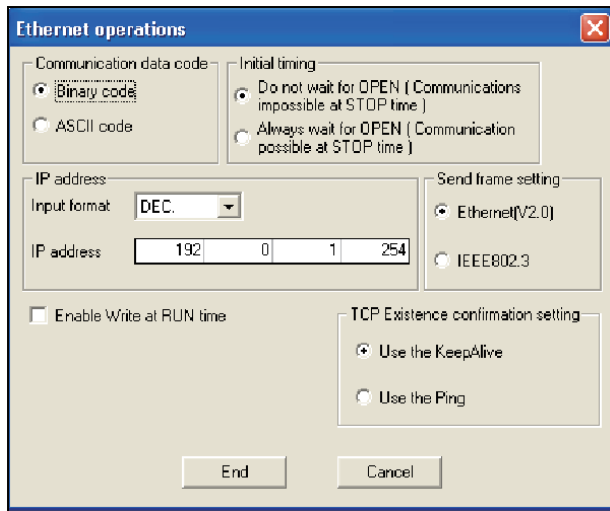 Ethernet operations
Communication data code
Binary code
ASCII code
Initial timing
Do not wait for OPEN ( Communications
impossible at STOP time )
Always wait for OPEN ( Communication
possible at STOP time )
IP address
Input format DEC.
IP address 192 0 1 254
Send frame setting
Ethernet(V2.0)
IEEE802.3
Enable Write at RUN time
TCP Existence confirmation setting
Use the KeepAlive
Use the Ping
End Cancel